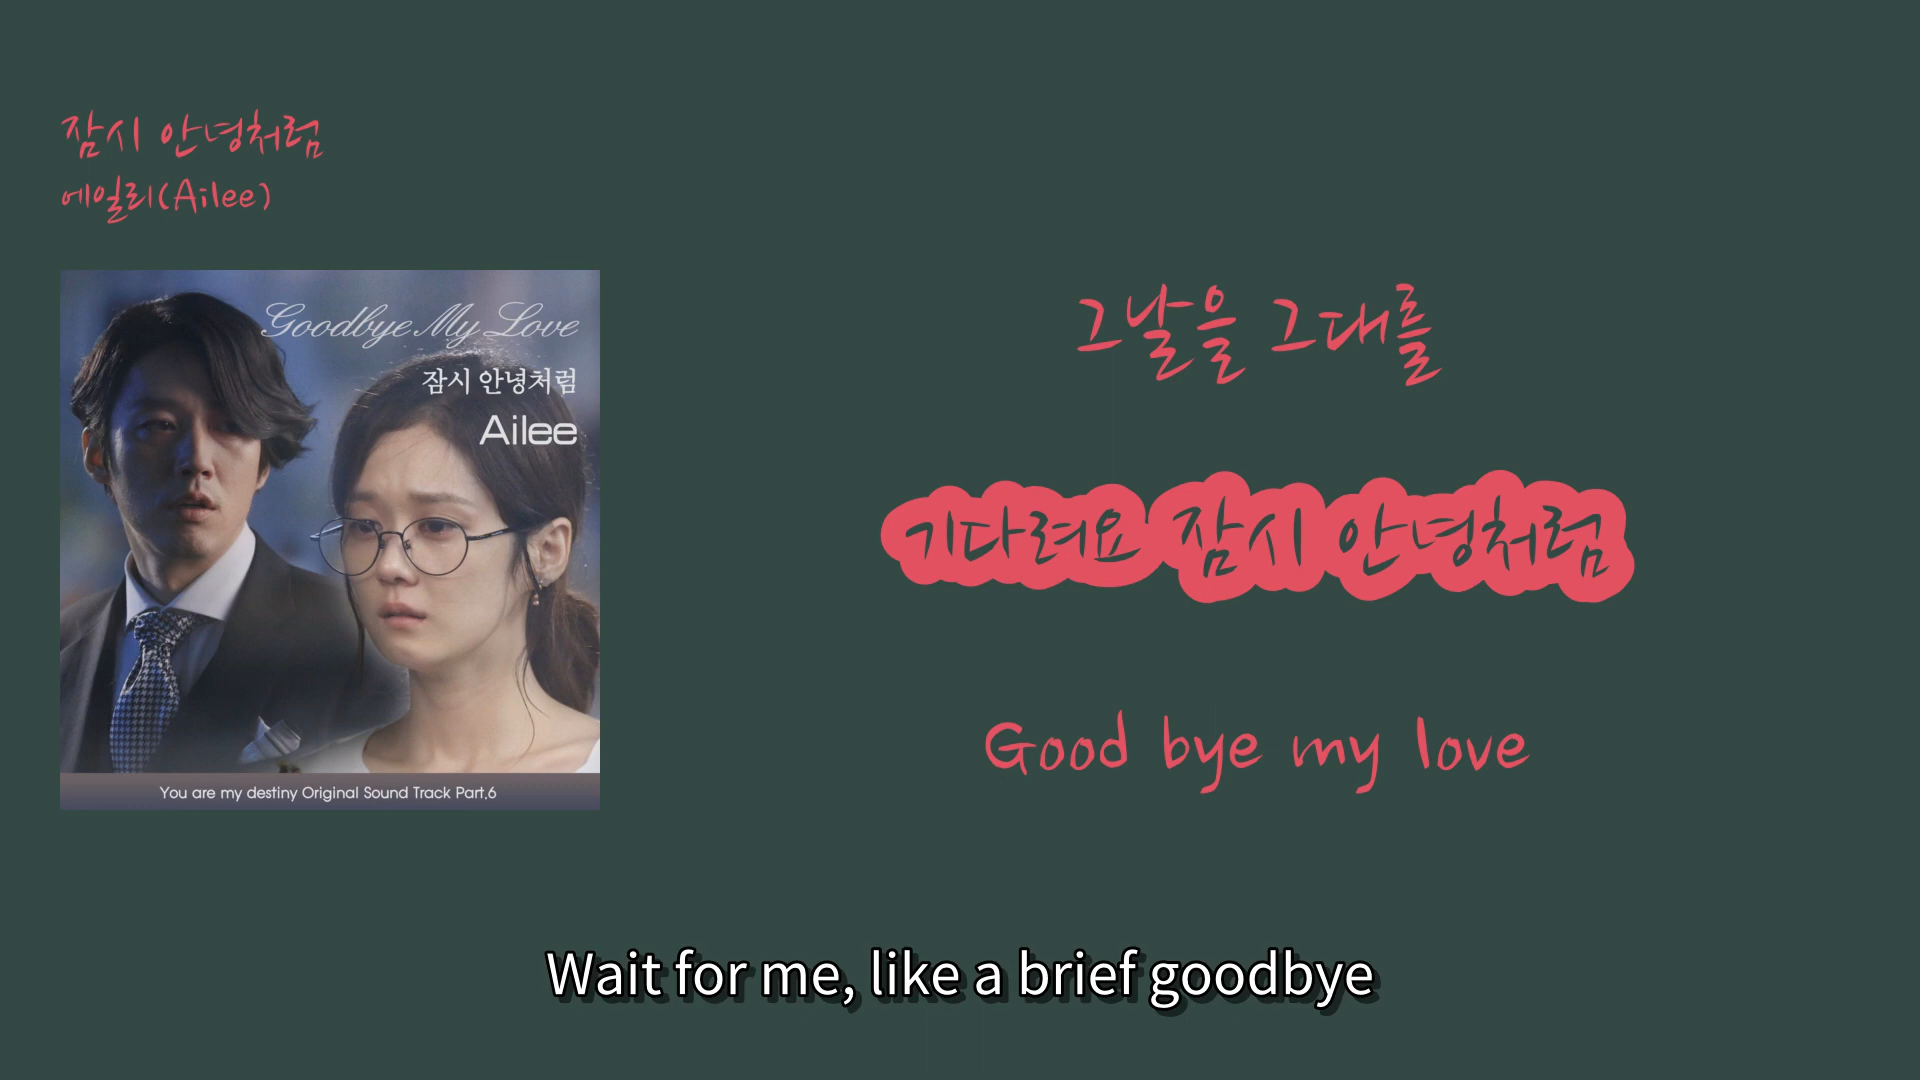 잠시 안녕처럼
에일리(Ailee)
Goodbye My Love
잠시 안녕처럼
Ailee
You are my destiny Original Sound Track Part.6
그날을 그대를
기다려요 잠시 안녕처럼
Good bye my love
Wait for me, like a brief goodbye